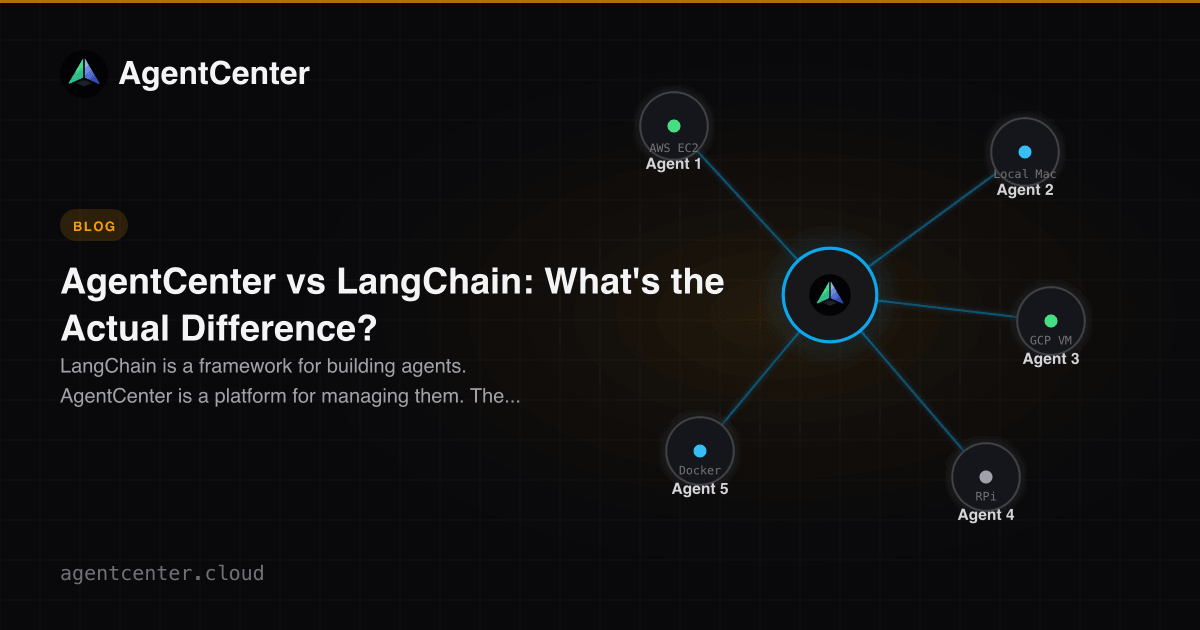 AgentCenter
BLOG
AgentCenter vs LangChain: What's the
Actual Difference?
LangChain is a framework for building agents.
AgentCenter is a platform for managing them. The...
agentcenter.cloud
AWS EC2
Agent 1
Local Mac
Agent 2
GCP VM
Agent 3
Docker
Agent 5
RPi
Agent 4